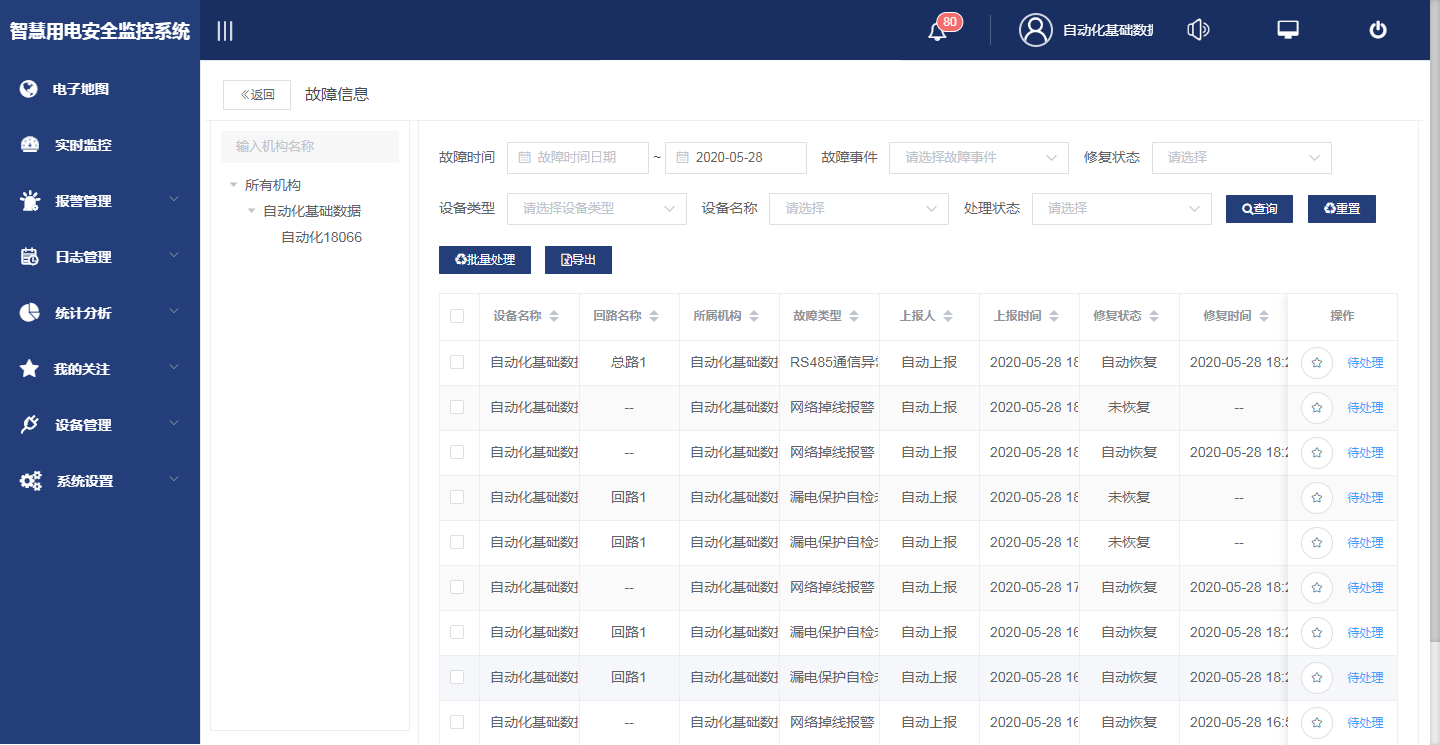 智慧用电安全监控系统
80
自动化基础数据
电子地图
实时监控
报警管理
日志管理
统计分析
我的关注
设备管理
系统设置
返回 故障信息
输入机构名称
所有机构
自动化基础数据
自动化18066
故障时间 故障时间日期 ~ 2020-05-28 故障事件 请选择故障事件 修复状态 请选择
设备类型 请选择设备类型 设备名称 请选择 处理状态 请选择 查询 重置
批量处理 导出
设备名称 回路名称 所属机构 故障类型 上报人 上报时间 修复状态 修复时间 操作
自动化基础数据 总路1 自动化基础数据 RS485通信异常 自动上报 2020-05-28 18 自动恢复 2020-05-28 18:2 待处理
自动化基础数据 -- 自动化基础数据 网络掉线报警 自动上报 2020-05-28 18 未恢复 -- 待处理
自动化基础数据 -- 自动化基础数据 网络掉线报警 自动上报 2020-05-28 18 自动恢复 2020-05-28 18:2 待处理
自动化基础数据 回路1 自动化基础数据 漏电保护自检 自动上报 2020-05-28 18 未恢复 -- 待处理
自动化基础数据 回路1 自动化基础数据 漏电保护自检 自动上报 2020-05-28 18 未恢复 -- 待处理
自动化基础数据 -- 自动化基础数据 网络掉线报警 自动上报 2020-05-28 17 自动恢复 2020-05-28 18:2 待处理
自动化基础数据 回路1 自动化基础数据 漏电保护自检 自动上报 2020-05-28 16 自动恢复 2020-05-28 18:2 待处理
自动化基础数据 回路1 自动化基础数据 漏电保护自检 自动上报 2020-05-28 16 自动恢复 2020-05-28 18:2 待处理
自动化基础数据 -- 自动化基础数据 网络掉线报警 自动上报 2020-05-28 16 自动恢复 2020-05-28 16:5 待处理